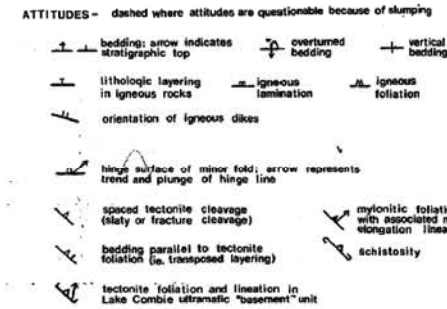 ATTITUDES - dashed where attitudes are questionable because of slumping
bedding; arrow indicates
stratigraphic top
overturned
bedding
vertical
bedding
lithologic layering
in igneous rocks
igneous
lamination
igneous
foliation
orientation of igneous dikes
hinge surface of minor fold; arrow represents
trend and plunge of hinge line
spaced tectonite cleavage
(slaty or fracture cleavage)
mylonitic foliatio
with associated m
elongation linea
bedding parallel to tectonite
foliation (ie. transposed layering)
schistosity
tectonite foliation and lineation in
Lake Combie ultramafic "basement" unit